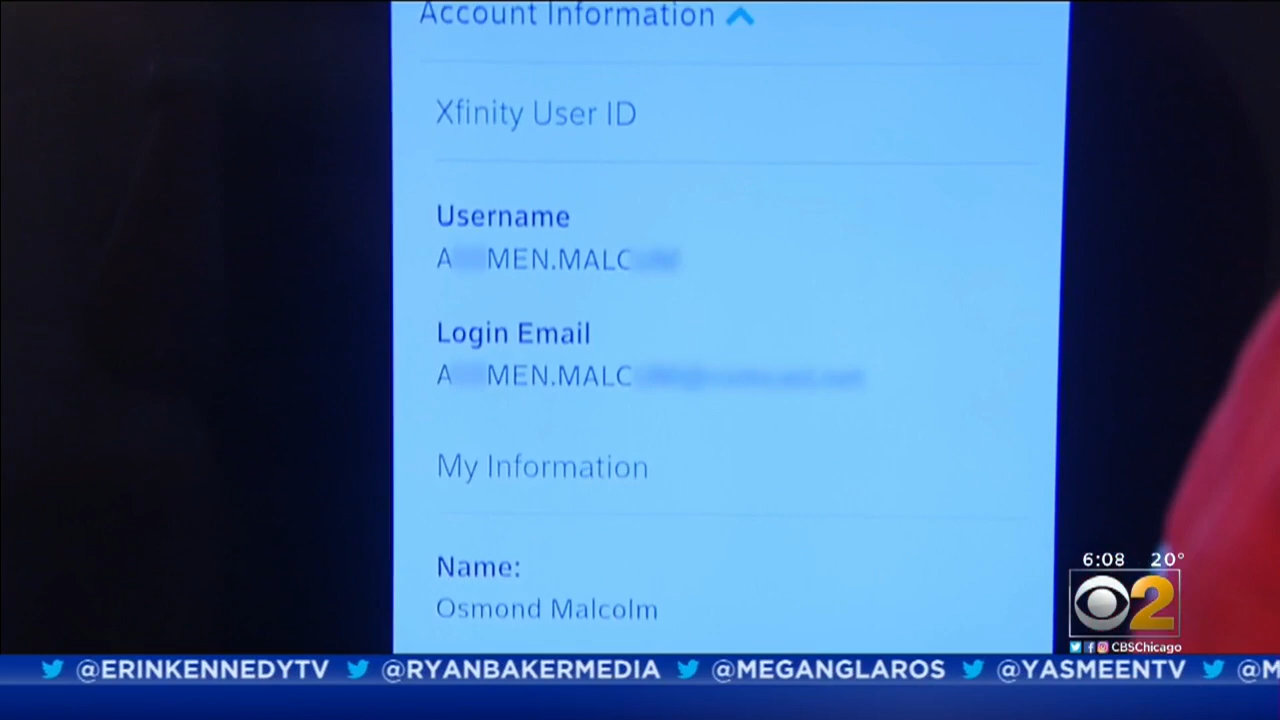 Account Information
Xfinity User ID
Username
A MEN.MALC
Login Email
A MEN.MALC
My Information
Name:
Osmond Malcolm
6:08 20°
2
CBSChicago
@ERINKENNEDYTV @RYANBAKERMEDIA @MEGANGLAROS @YASMEENTV @M